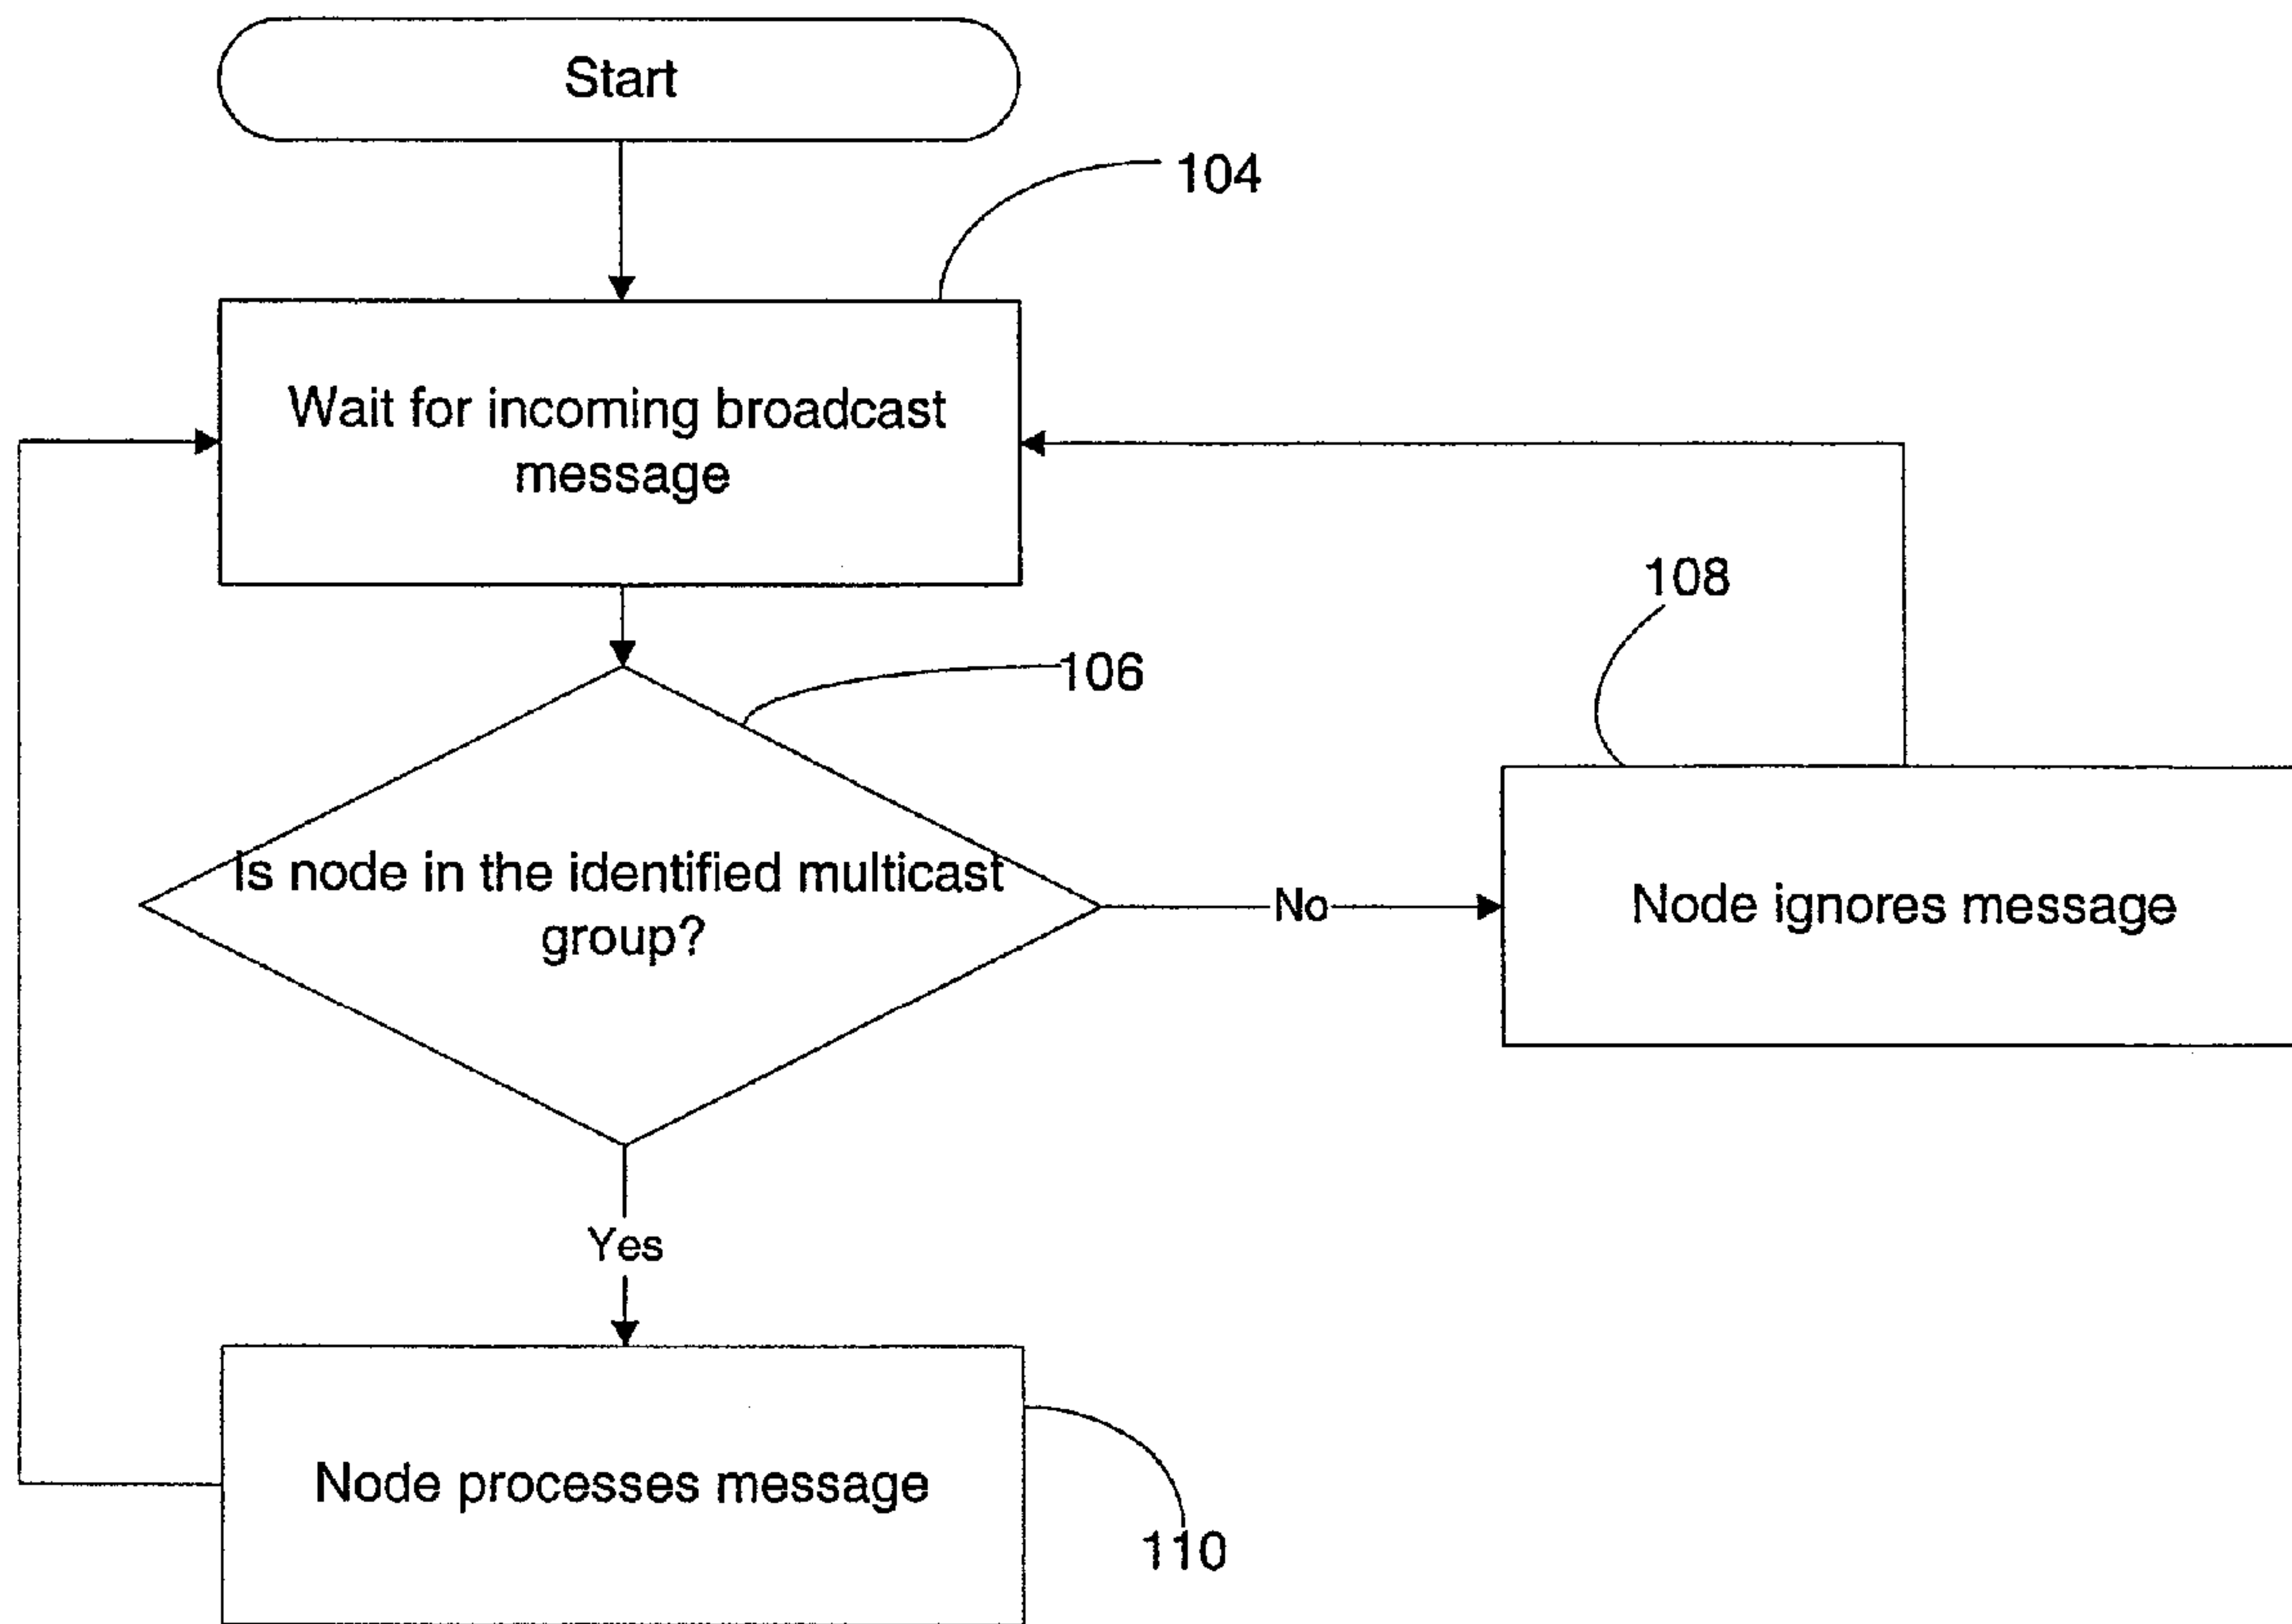 Start
104
Wait for incoming broadcast
message
108
106
Is node in the identified multicast
group?
No
Node ignores message
Yes
Node processes message
110